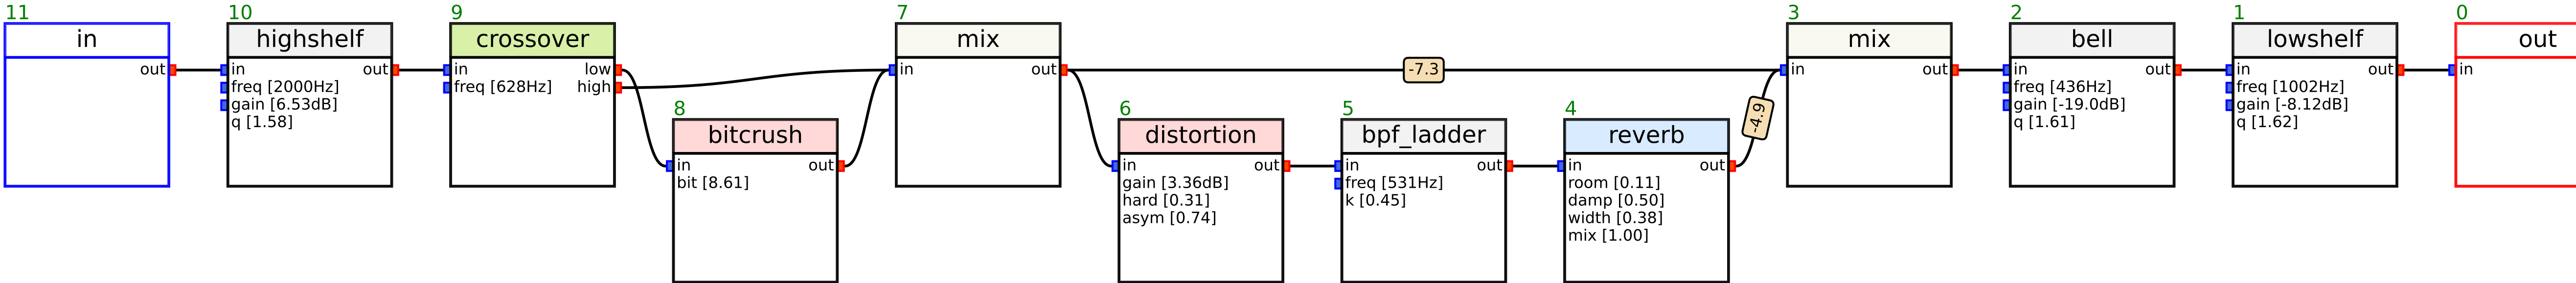 11
in
out
10
highshelf
in
out
freq [2000Hz]
gain [6.53dB]
q [1.58]
9
crossover
in
low
freq [628Hz]
high
8
bitcrush
in
out
bit [8.61]
7
mix
in
out
-7.3
6
distortion
in
out
gain [3.36dB]
hard [0.31]
asym [0.74]
5
bpf_ladder
in
out
freq [531Hz]
k [0.45]
4
reverb
in
out
room [0.11]
damp [0.50]
width [0.38]
mix [1.00]
-4.9
3
mix
in
out
2
bell
in
out
freq [436Hz]
gain [-19.0dB]
q [1.61]
1
lowshelf
in
out
freq [1002Hz]
gain [-8.12dB]
q [1.62]
0
out
in